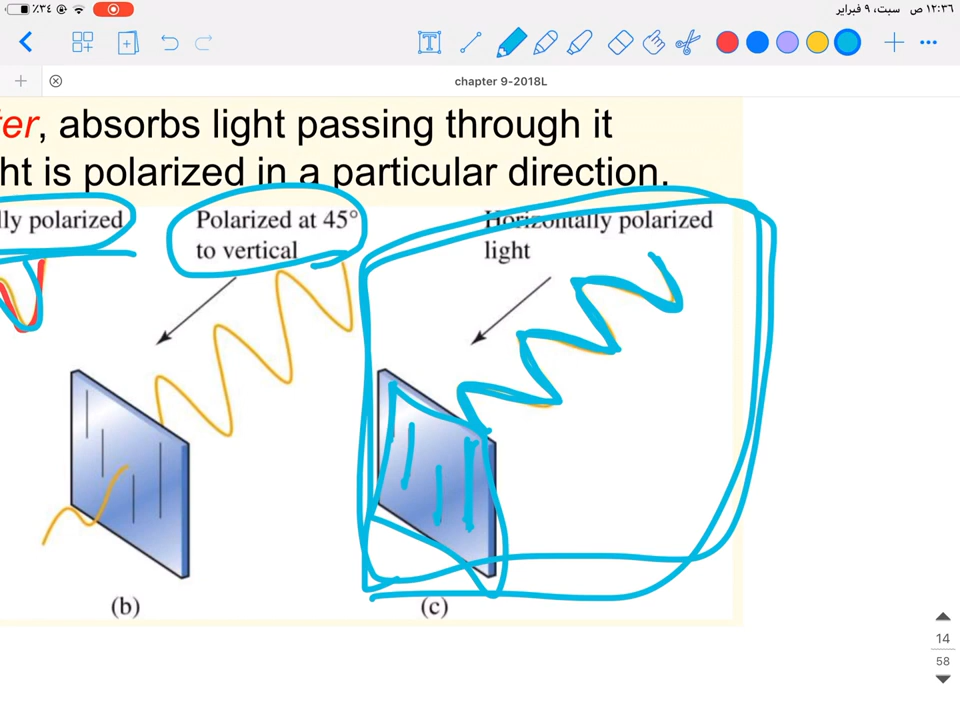 ٪٣٤
١٢:٣٦ ص سبت، ٩ فبراير
chapter 9-2018L
er, absorbs light passing through it
ht is polarized in a particular direction.
lly polarized
Polarized at 45°
to vertical
Horizontally polarized
light
(b)
(c)
14
58